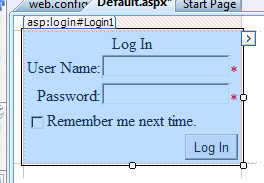 web.config
Default.aspx*
Start Page
asp:login#Login1
Log In
User Name:
*
Password:
*
Remember me next time.
Log In